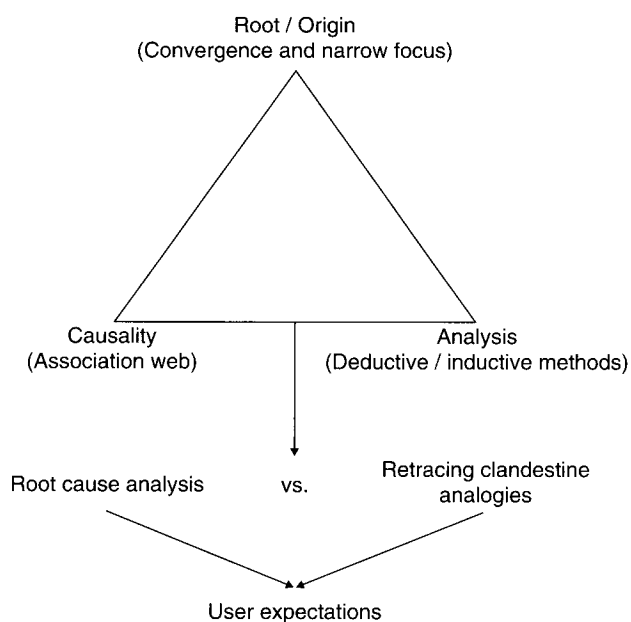 Root / Origin
(Convergence and narrow focus)
Causality
(Association web)
Analysis
(Deductive / inductive methods)
Root cause analysis
vs.
Retracing clandestine
analogies
User expectations